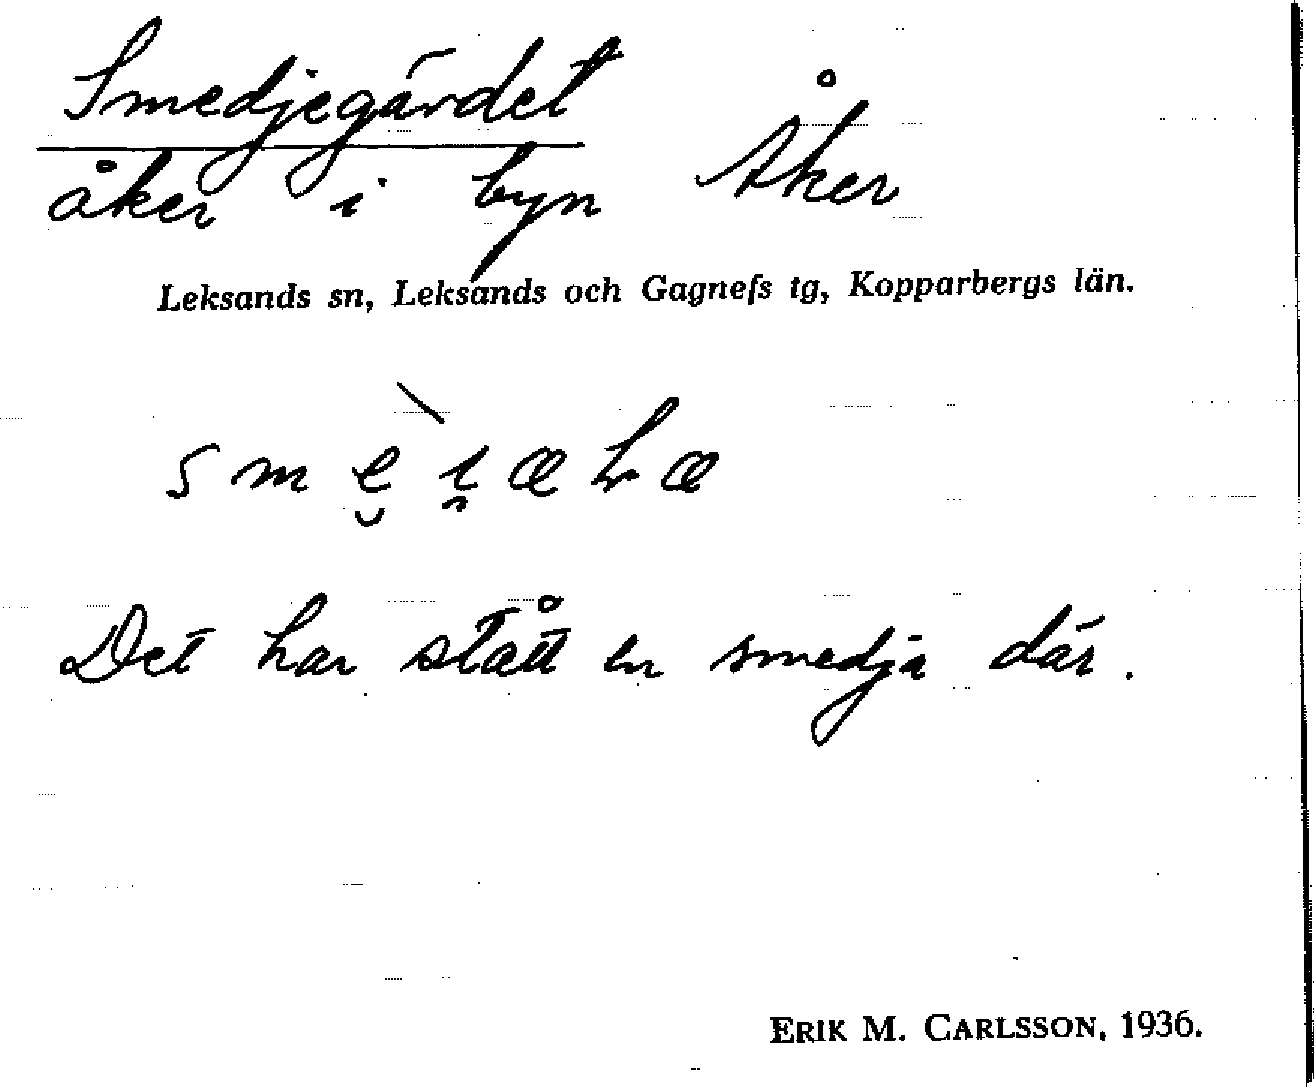 Smedjegärdet
åker i byn Åker
Leksands sn, Leksands och Gagnefs tg, Kopparbergs län.
Det har stått en smedja där.
ERIK M. CARLSSON, 1936.